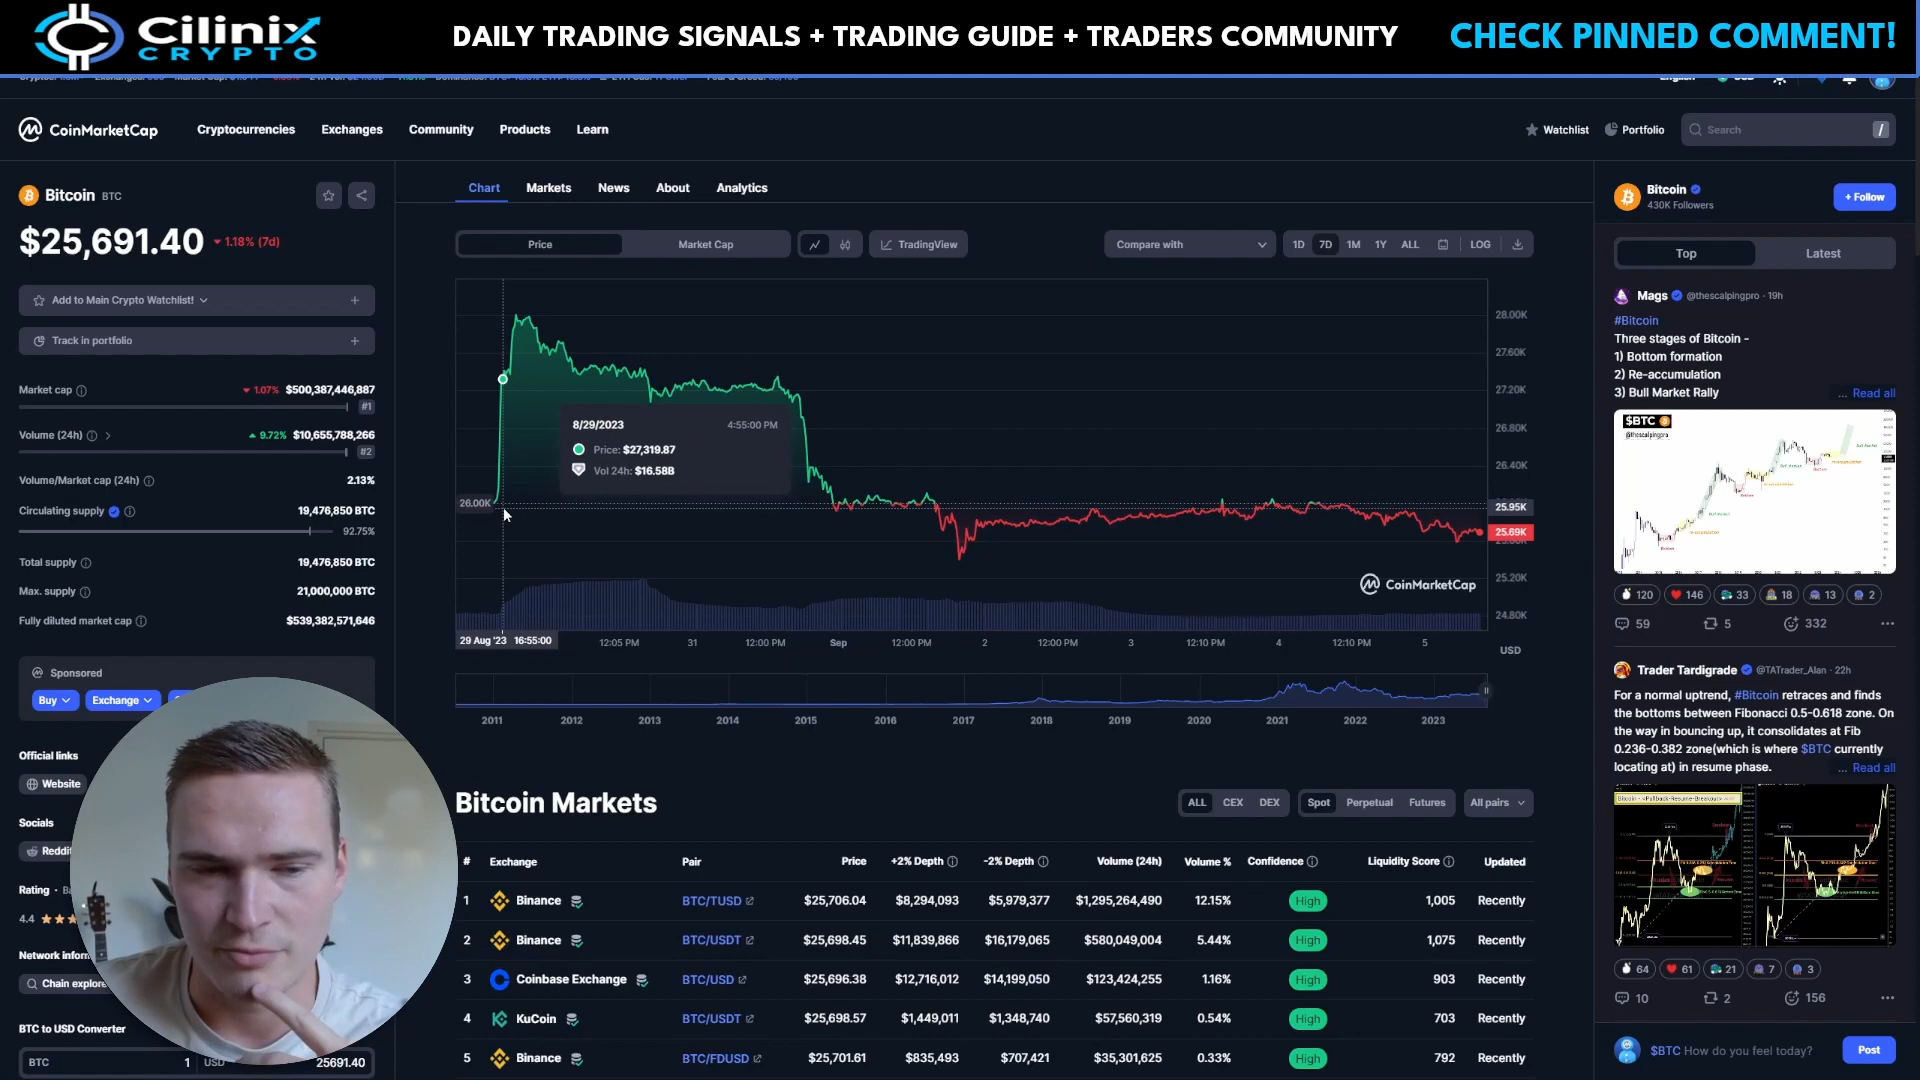 Cilinix
CRYPTO
DAILY TRADING SIGNALS + TRADING GUIDE + TRADERS COMMUNITY
CHECK PINNED COMMENT!
CoinMarketCap
Cryptocurrencies
Exchanges
Community
Products
Learn
Watchlist
Portfolio
Search
/
Bitcoin BTC
$25,691.40 1.18% (7d)
Add to Main Crypto Watchlist!
Track in portfolio
Market cap 1.07% $500,387,446,887
#1
Volume (24h) 9.72% $10,655,788,266
#2
Volume/Market cap (24h) 2.13%
Circulating supply 19,476,850 BTC
92.75%
Total supply 19,476,850 BTC
Max. supply 21,000,000 BTC
Fully diluted market cap $539,382,571,646
Sponsored
Buy
Exchange
Official links
Website
Socials
Reddit
Rating
4.4
Chain explore
BTC to USD Converter
BTC 1 USD 25691.40
Chart Markets News About Analytics
Price Market Cap TradingView Compare with 1D 7D 1M 1Y ALL LOG
28.00K
27.60K
27.20K
26.80K
26.40K
26.00K
25.95K
25.69K
25.20K
24.80K
USD
8/29/2023 4:55:00 PM
Price: $27,319.87
Vol 24h: $16.58B
CoinMarketCap
29 Aug '23 16:55:00 12:05 PM 31 12:00 PM Sep 12:00 PM 2 12:00 PM 3 12:10 PM 4 12:10 PM 5
2011 2012 2013 2014 2015 2016 2017 2018 2019 2020 2021 2022 2023
Bitcoin Markets
ALL CEX DEX Spot Perpetual Futures All pairs
# Exchange Pair Price +2% Depth -2% Depth Volume (24h) Volume % Confidence Liquidity Score Updated
1 Binance BTC/TUSD $25,706.04 $8,294,093 $5,979,377 $1,295,264,490 12.15% High 1,005 Recently
2 Binance BTC/USDT $25,698.45 $11,839,866 $16,179,065 $580,049,004 5.44% High 1,075 Recently
3 Coinbase Exchange BTC/USD $25,696.38 $12,716,012 $14,199,050 $123,424,255 1.16% High 903 Recently
4 KuCoin BTC/USDT $25,698.57 $1,449,011 $1,348,740 $57,560,319 0.54% High 703 Recently
5 Binance BTC/FDUSD $25,701.61 $835,493 $707,421 $35,301,625 0.33% High 792 Recently
Bitcoin
430K Followers
+ Follow
Top Latest
Mags @thescalpingpro · 19h
#Bitcoin
Three stages of Bitcoin -
1) Bottom formation
2) Re-accumulation
3) Bull Market Rally
... Read all
$BTC
@thescalpingpro
120 146 33 18 13 2
59 5 332
Trader Tardigrade @TATrader_Alan · 22h
For a normal uptrend, #Bitcoin retraces and finds
the bottoms between Fibonacci 0.5-0.618 zone. On
the way in bouncing up, it consolidates at Fib
0.236-0.382 zone(which is where $BTC currently
locating at) in resume phase.
... Read all
Bitcoin - <Pullback-Resume-Breakout>
64 61 21 7 3
10 2 156
$BTC How do you feel today?
Post